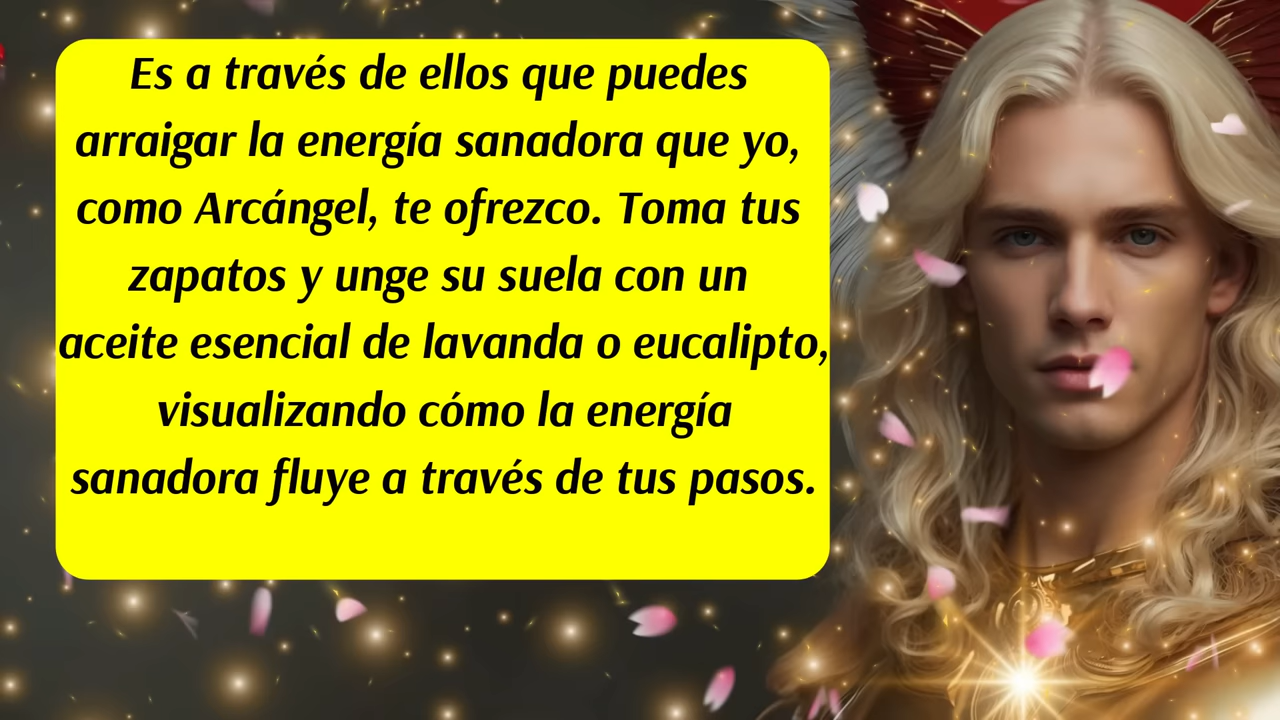 Es a través de ellos que puedes
arraigar la energía sanadora que yo,
como Arcángel, te ofrezco. Toma tus
zapatos y unge su suela con un
aceite esencial de lavanda o eucalipto,
visualizando cómo la energía
sanadora fluye a través de tus pasos.